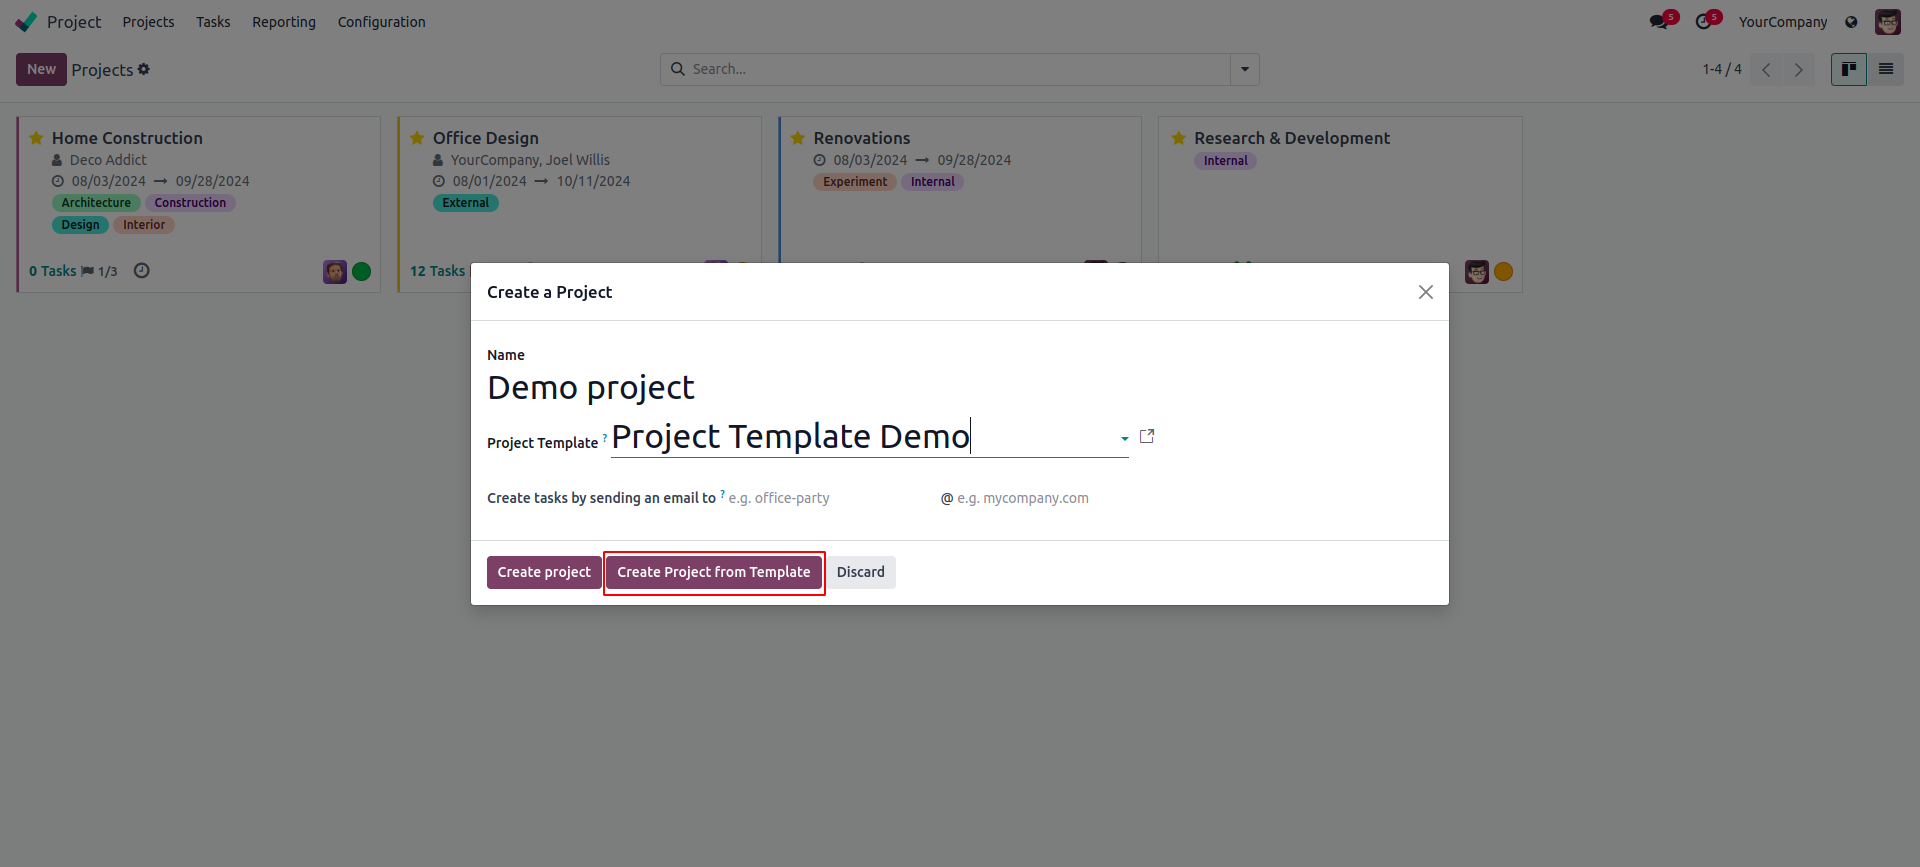 Project Projects Tasks Reporting Configuration 5 5 YourCompany
New Projects Search... 1-4 / 4
Home Construction
Deco Addict
08/03/2024 → 09/28/2024
Architecture Construction
Design Interior
0 Tasks 1/3
Office Design
YourCompany, Joel Willis
08/01/2024 → 10/11/2024
External
12 Tasks
Renovations
08/03/2024 → 09/28/2024
Experiment Internal
Research & Development
Internal
Create a Project
Name
Demo project
Project Template ? Project Template Demo
Create tasks by sending an email to ? e.g. office-party @ e.g. mycompany.com
Create project Create Project from Template Discard